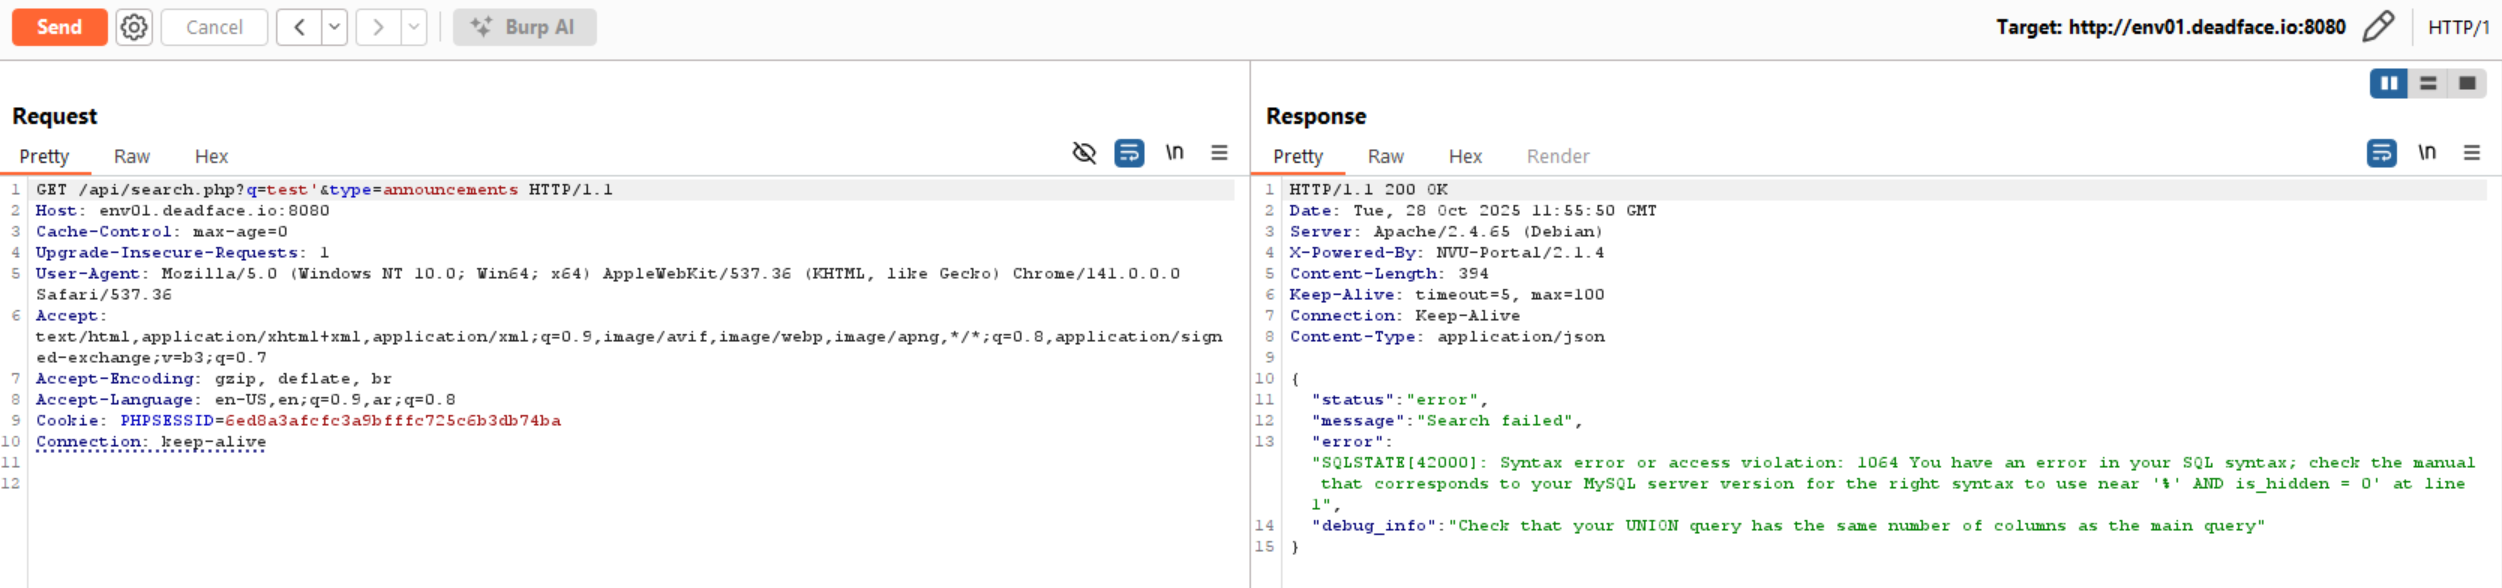 Send Cancel Burp AI Target: http://env01.deadface.io:8080 HTTP/1
Request
Pretty Raw Hex \n
1 GET /api/search.php?q=test'&type=announcements HTTP/1.1
2 Host: env01.deadface.io:8080
3 Cache-Control: max-age=0
4 Upgrade-Insecure-Requests: 1
5 User-Agent: Mozilla/5.0 (Windows NT 10.0; Win64; x64) AppleWebKit/537.36 (KHTML, like Gecko) Chrome/141.0.0.0
Safari/537.36
6 Accept:
text/html,application/xhtml+xml,application/xml;q=0.9,image/avif,image/webp,image/apng,*/*;q=0.8,application/sign
ed-exchange;v=b3;q=0.7
7 Accept-Encoding: gzip, deflate, br
8 Accept-Language: en-US,en;q=0.9,ar;q=0.8
9 Cookie: PHPSESSID=6ed8a3afcfc3a9bfffc725c6b3db74ba
10 Connection: keep-alive
11
12
Response
Pretty Raw Hex Render \n
1 HTTP/1.1 200 OK
2 Date: Tue, 28 Oct 2025 11:55:50 GMT
3 Server: Apache/2.4.65 (Debian)
4 X-Powered-By: NVU-Portal/2.1.4
5 Content-Length: 394
6 Keep-Alive: timeout=5, max=100
7 Connection: Keep-Alive
8 Content-Type: application/json
9
10 {
11 "status":"error",
12 "message":"Search failed",
13 "error":
"SQLSTATE[42000]: Syntax error or access violation: 1064 You have an error in your SQL syntax; check the manual
that corresponds to your MySQL server version for the right syntax to use near '%' AND is_hidden = 0' at line
1",
14 "debug_info":"Check that your UNION query has the same number of columns as the main query"
15 }